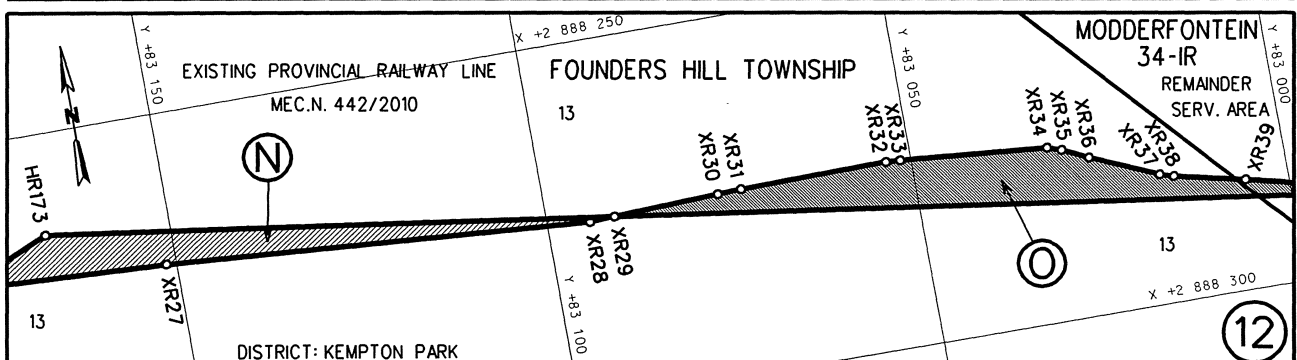 Y +83 150
X +2 888 250
Y +83 050
MODDERFONTEIN
34-IR
REMAINDER
SERV. AREA
Y +83 000
EXISTING PROVINCIAL RAILWAY LINE
MEC.N. 442/2010
FOUNDERS HILL TOWNSHIP
13
N
N
HR173
XR27
XR28
XR29
XR30
XR31
XR32
XR33
XR34
XR35
XR36
XR37
XR38
XR39
O
13
13
Y +83 100
X +2 888 300
DISTRICT: KEMPTON PARK
12